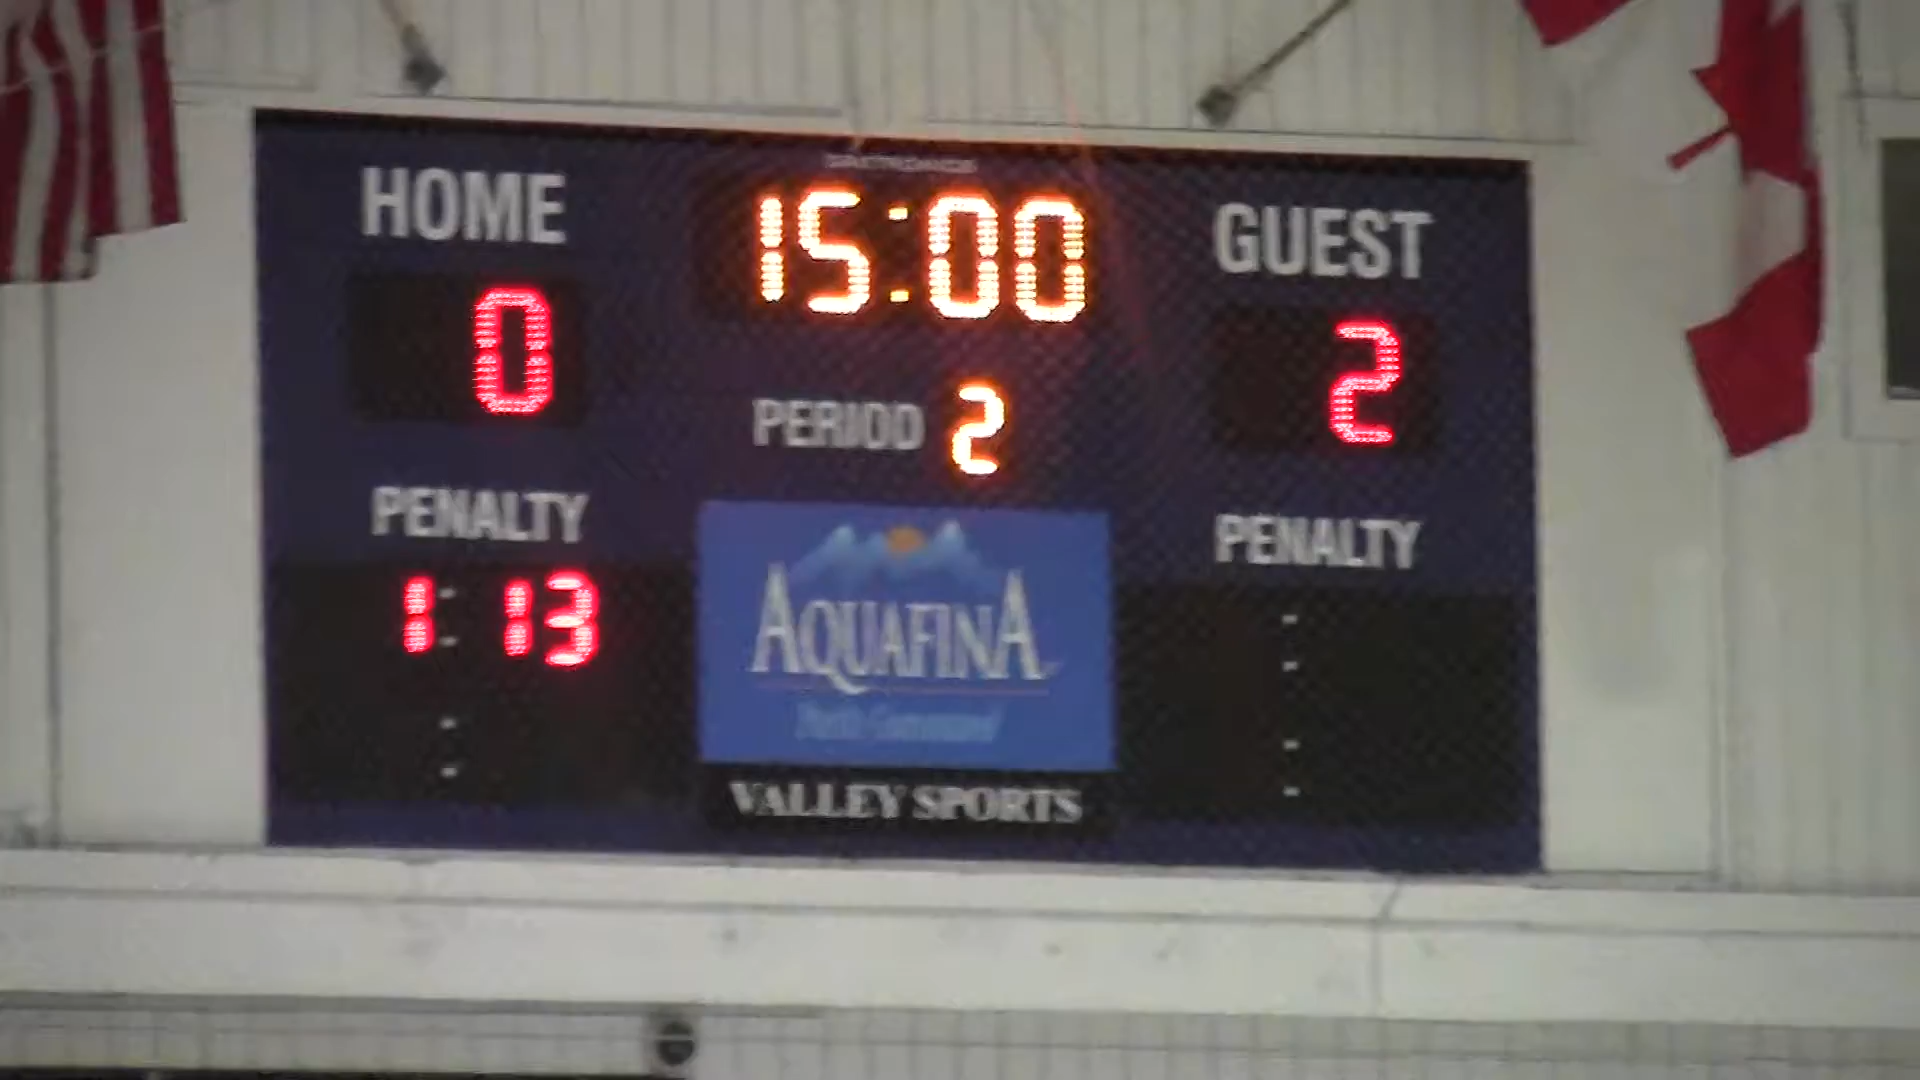 HOME
15:00
GUEST
0
2
PERIOD 2
PENALTY
PENALTY
1:13
AQUAFINA
VALLEY SPORTS